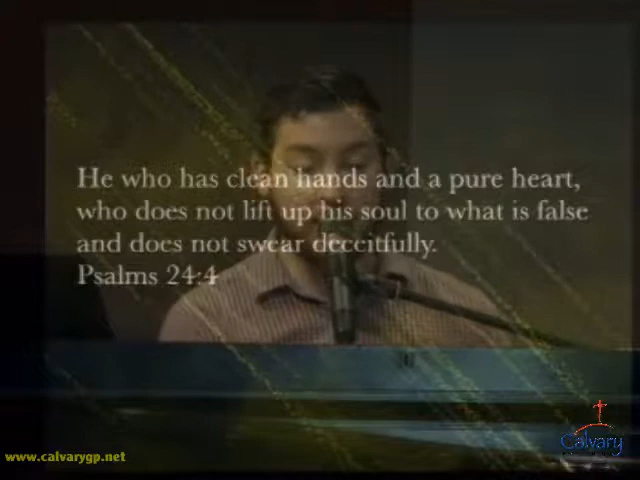 He who has clean hands and a pure heart,
who does not lift up his soul to what is false
and does not swear deceitfully.
Psalms 24:4
www.calvarygp.net
Calvary